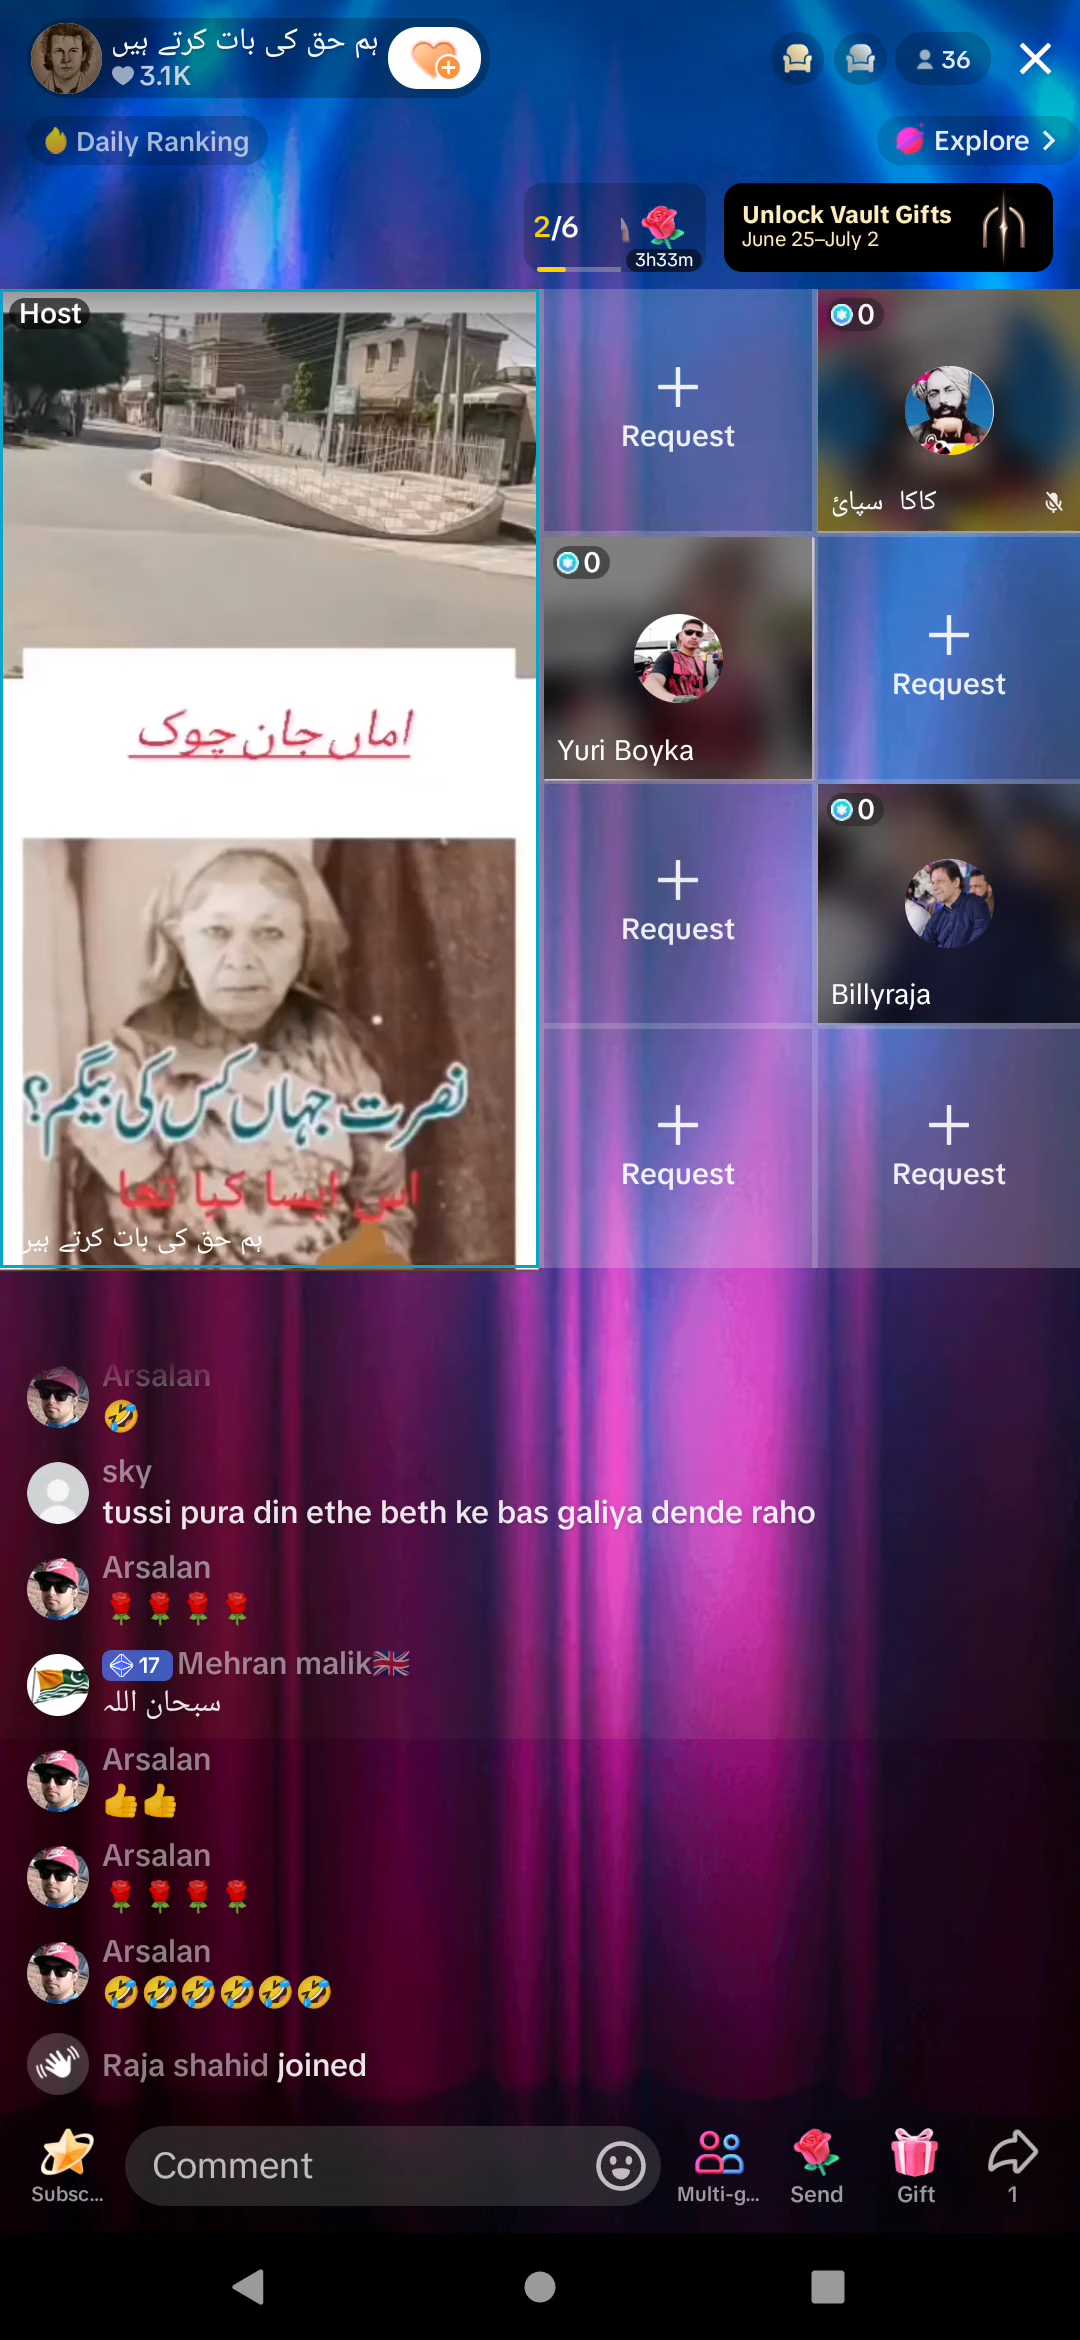 ہم حق کی بات کرتے ہیں
3.1K
36
Daily Ranking
Explore
2/6
3h33m
Unlock Vault Gifts
June 25–July 2
Host
Request
0
کاکا سپائ
اماں جان چوک
نصرت جہاں کس کی بیگم؟
اس ایسا کیا تھا
ہم حق کی بات کرتے ہیں
0
Yuri Boyka
Request
Request
0
Billyraja
Request
Request
Arsalan
sky
tussi pura din ethe beth ke bas galiya dende raho
Arsalan
17 Mehran malik
سبحان اللہ
Arsalan
Arsalan
Arsalan
Raja shahid joined
Subsc...
Comment
Multi-g...
Send
Gift
1